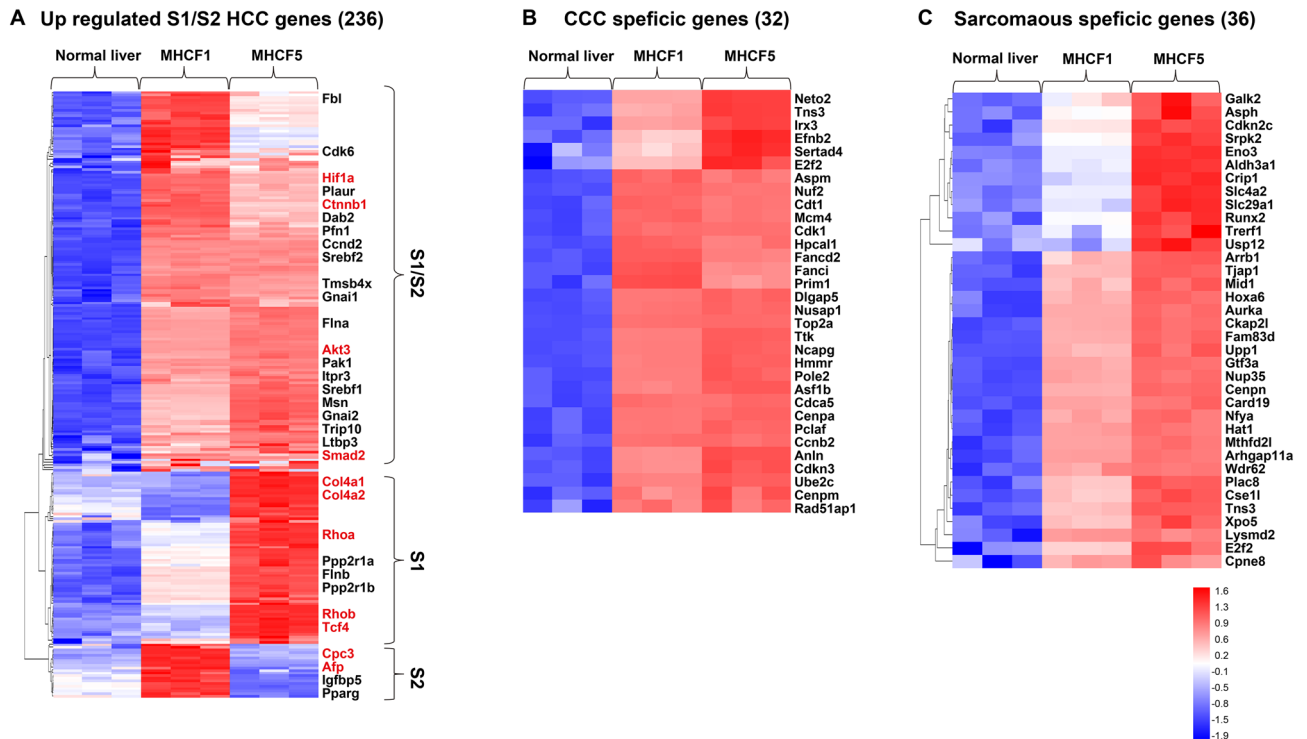 A Up regulated S1/S2 HCC genes (236)
Normal liver MHCF1 MHCF5
Fbl
Cdk6
Hif1a
Plaur
Ctnnb1
Dab2
Pfn1
Ccnd2
Srebf2
Tmsb4x
Gnai1
Flna
Akt3
Pak1
Itpr3
Srebf1
Msn
Gnai2
Trip10
Ltbp3
Smad2
Col4a1
Col4a2
Rhoa
Ppp2r1a
Flnb
Ppp2r1b
Rhob
Tcf4
Cpc3
Afp
Igfbp5
Pparg
S1/S2
S1
S2
B CCC speficic genes (32)
Normal liver MHCF1 MHCF5
Neto2
Tns3
Irx3
Efnb2
Sertad4
E2f2
Aspm
Nuf2
Cdt1
Mcm4
Cdk1
Hpcal1
Fancd2
Fanci
Prim1
Dlgap5
Nusap1
Top2a
Ttk
Ncapg
Hmmr
Pole2
Asf1b
Cdca5
Cenpa
Pclaf
Ccnb2
Anln
Cdkn3
Ube2c
Cenpm
Rad51ap1
C Sarcomaous speficic genes (36)
Normal liver MHCF1 MHCF5
Galk2
Asph
Cdkn2c
Srpk2
Eno3
Aldh3a1
Crip1
Slc4a2
Slc29a1
Runx2
Trerf1
Usp12
Arrb1
Tjap1
Mid1
Hoxa6
Aurka
Ckap2l
Fam83d
Upp1
Gtf3a
Nup35
Cenpn
Card19
Nfya
Hat1
Mthfd2l
Arhgap11a
Wdr62
Plac8
Cse1l
Tns3
Xpo5
Lysmd2
E2f2
Cpne8
1.6
1.3
0.9
0.6
0.2
-0.1
-0.5
-0.8
-1.2
-1.5
-1.9